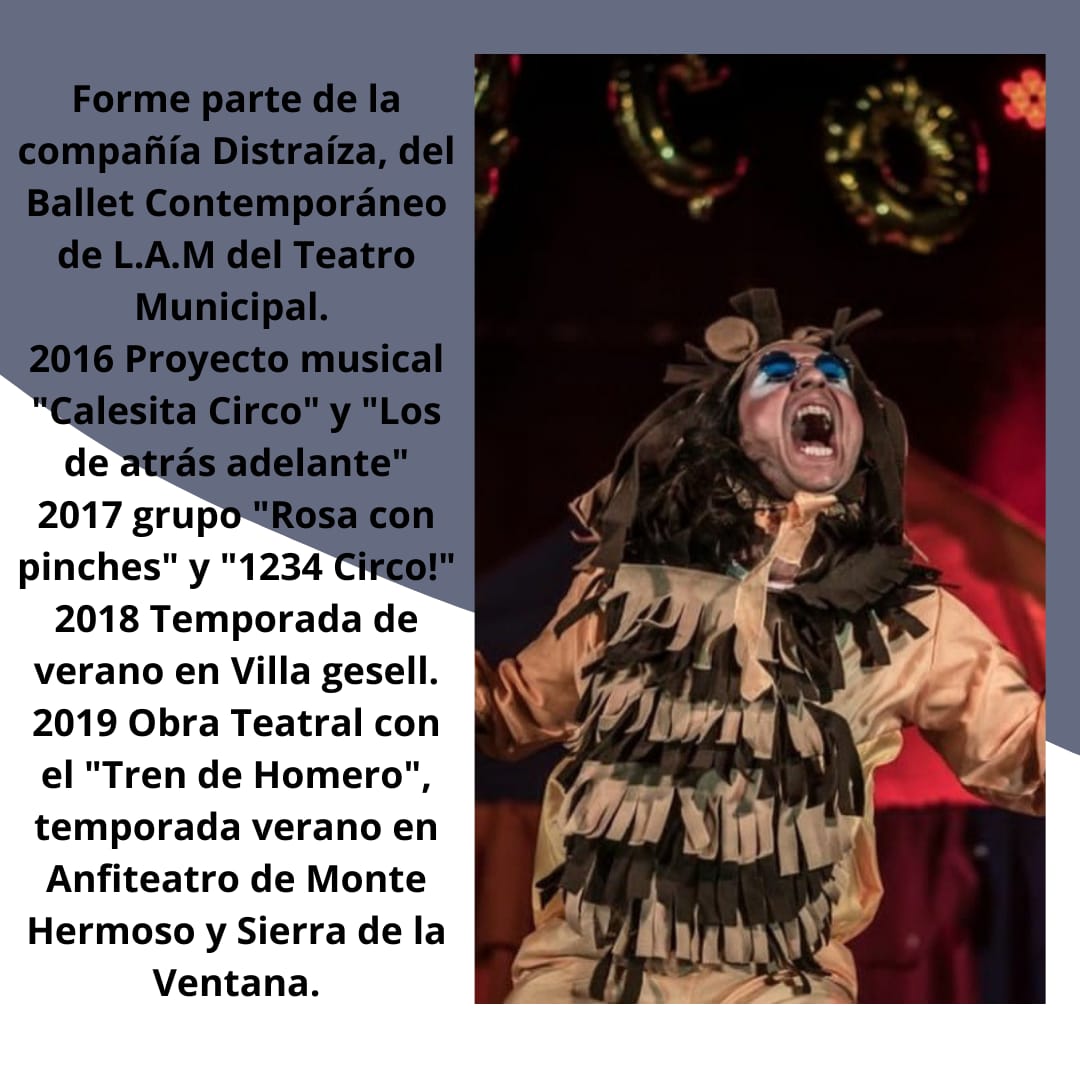 Forme parte de la
compañía Distraíza, del
Ballet Contemporáneo
de L.A.M del Teatro
Municipal.
2016 Proyecto musical
"Calesita Circo" y "Los
de atrás adelante"
2017 grupo "Rosa con
pinches" y "1234 Circo!"
2018 Temporada de
verano en Villa gesell.
2019 Obra Teatral con
el "Tren de Homero",
temporada verano en
Anfiteatro de Monte
Hermoso y Sierra de la
Ventana.